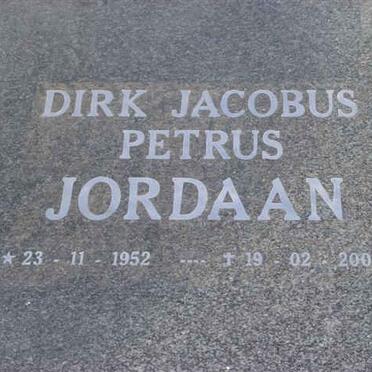 DIRK JACOBUS
PETRUS
JORDAAN
★ 23 - 11 - 1952 ---- ✝ 19 - 02 - 200